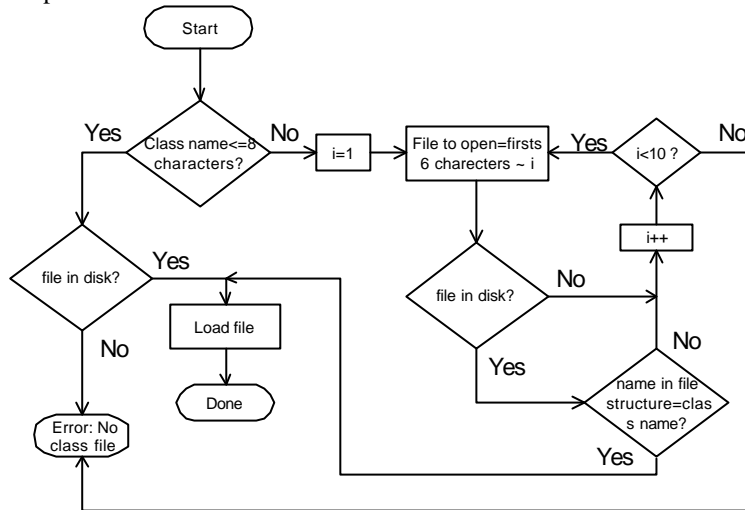 Start
Yes
Class name<=8
characters?
No
i=1
File to open=firsts
6 charecters ~ i
Yes
i<10 ?
No
i++
file in disk?
Yes
Load file
file in disk?
No
No
Yes
No
Done
name in file
structure=clas
s name?
Error: No
class file
Yes